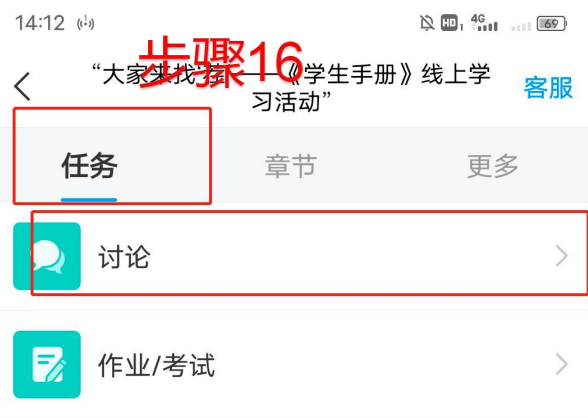 14:12 HD 4G 69
步骤16
“大家来找茬——《学生手册》线上学
习活动”
客服
任务 章节 更多
讨论
作业/考试